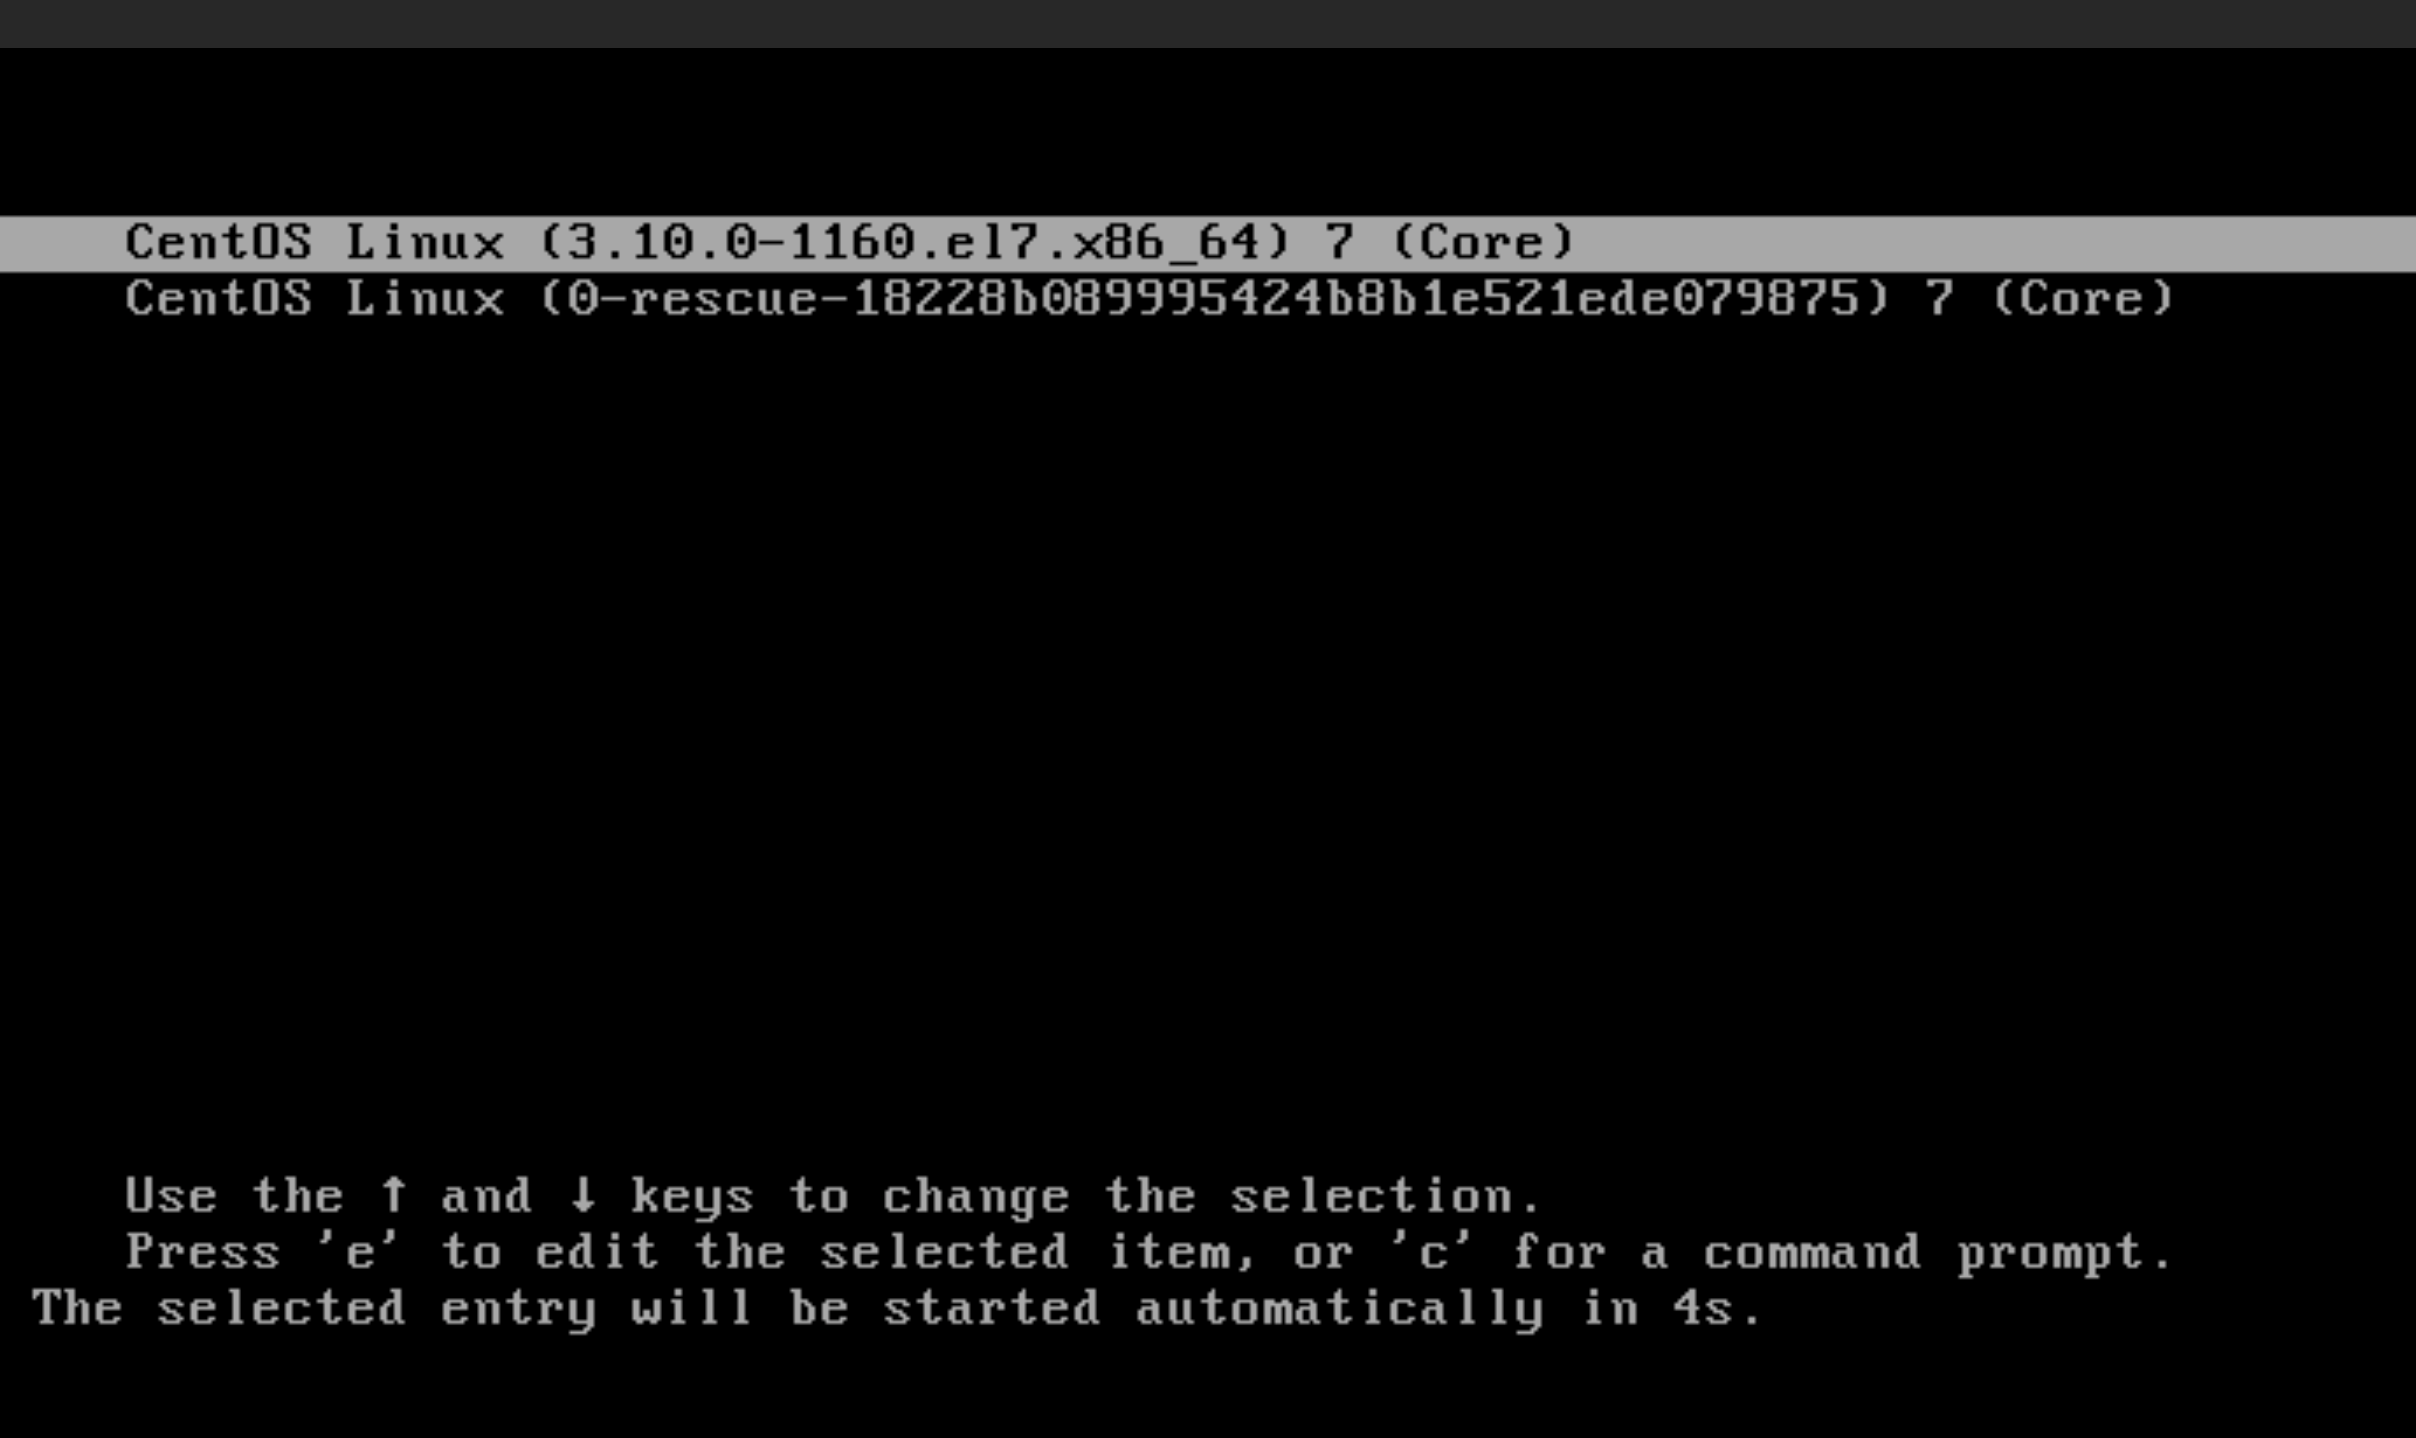 CentOS Linux (3.10.0-1160.el7.x86_64) 7 (Core)
CentOS Linux (0-rescue-18228b089995424b8b1e521ede079875) 7 (Core)
Use the ↑ and ↓ keys to change the selection.
Press 'e' to edit the selected item, or 'c' for a command prompt.
The selected entry will be started automatically in 4s.